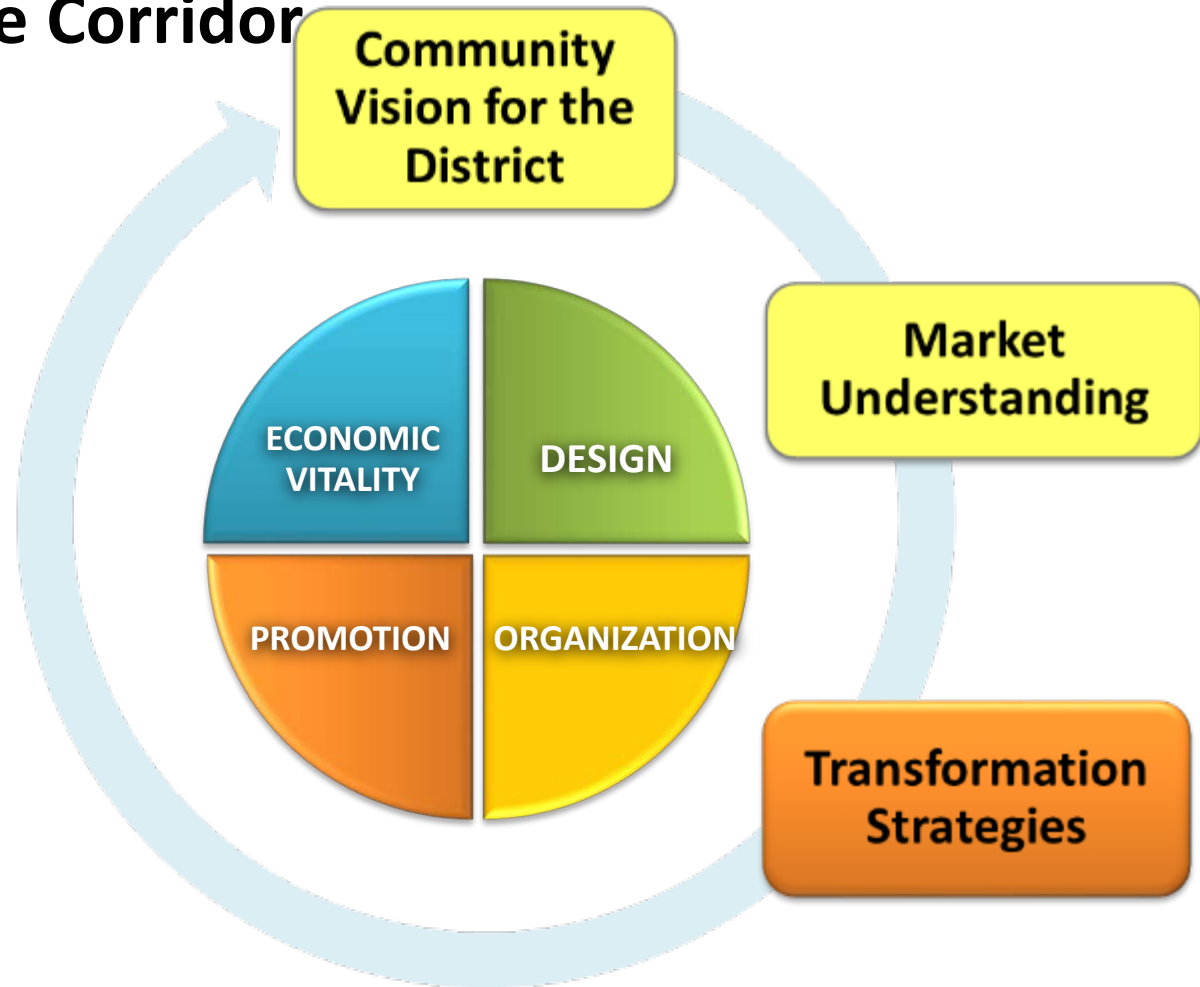 e Corridor
Community
Vision for the
District
Market
Understanding
ECONOMIC
VITALITY
DESIGN
PROMOTION
ORGANIZATION
Transformation
Strategies